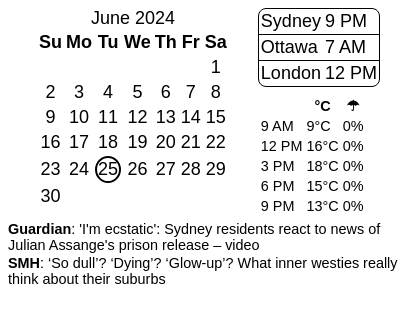 June 2024
Su Mo Tu We Th Fr Sa
1
2 3 4 5 6 7 8
9 10 11 12 13 14 15
16 17 18 19 20 21 22
23 24 25 26 27 28 29
30
Sydney 9 PM
Ottawa 7 AM
London 12 PM
°C ☂
9 AM 9°C 0%
12 PM 16°C 0%
3 PM 18°C 0%
6 PM 15°C 0%
9 PM 13°C 0%
Guardian: 'I'm ecstatic': Sydney residents react to news of
Julian Assange's prison release – video
SMH: ‘So dull’? ‘Dying’? ‘Glow-up’? What inner westies really
think about their suburbs